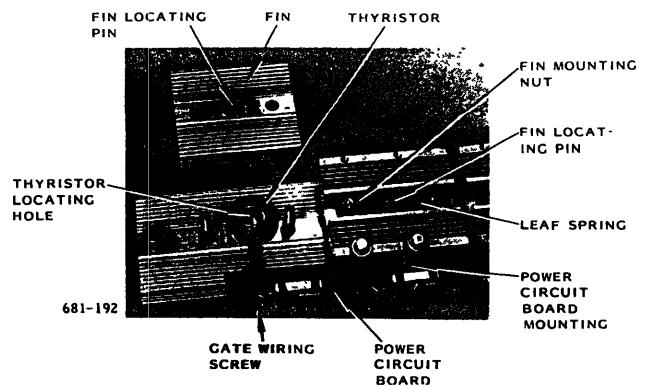 FIN LOCATING
PIN
FIN
THYRISTOR
FIN MOUNTING
NUT
FIN LOCAT-
ING PIN
THYRISTOR
LOCATING
HOLE
LEAF SPRING
POWER
CIRCUIT
BOARD
MOUNTING
681-192
GATE WIRING
SCREW
POWER
CIRCUIT
BOARD